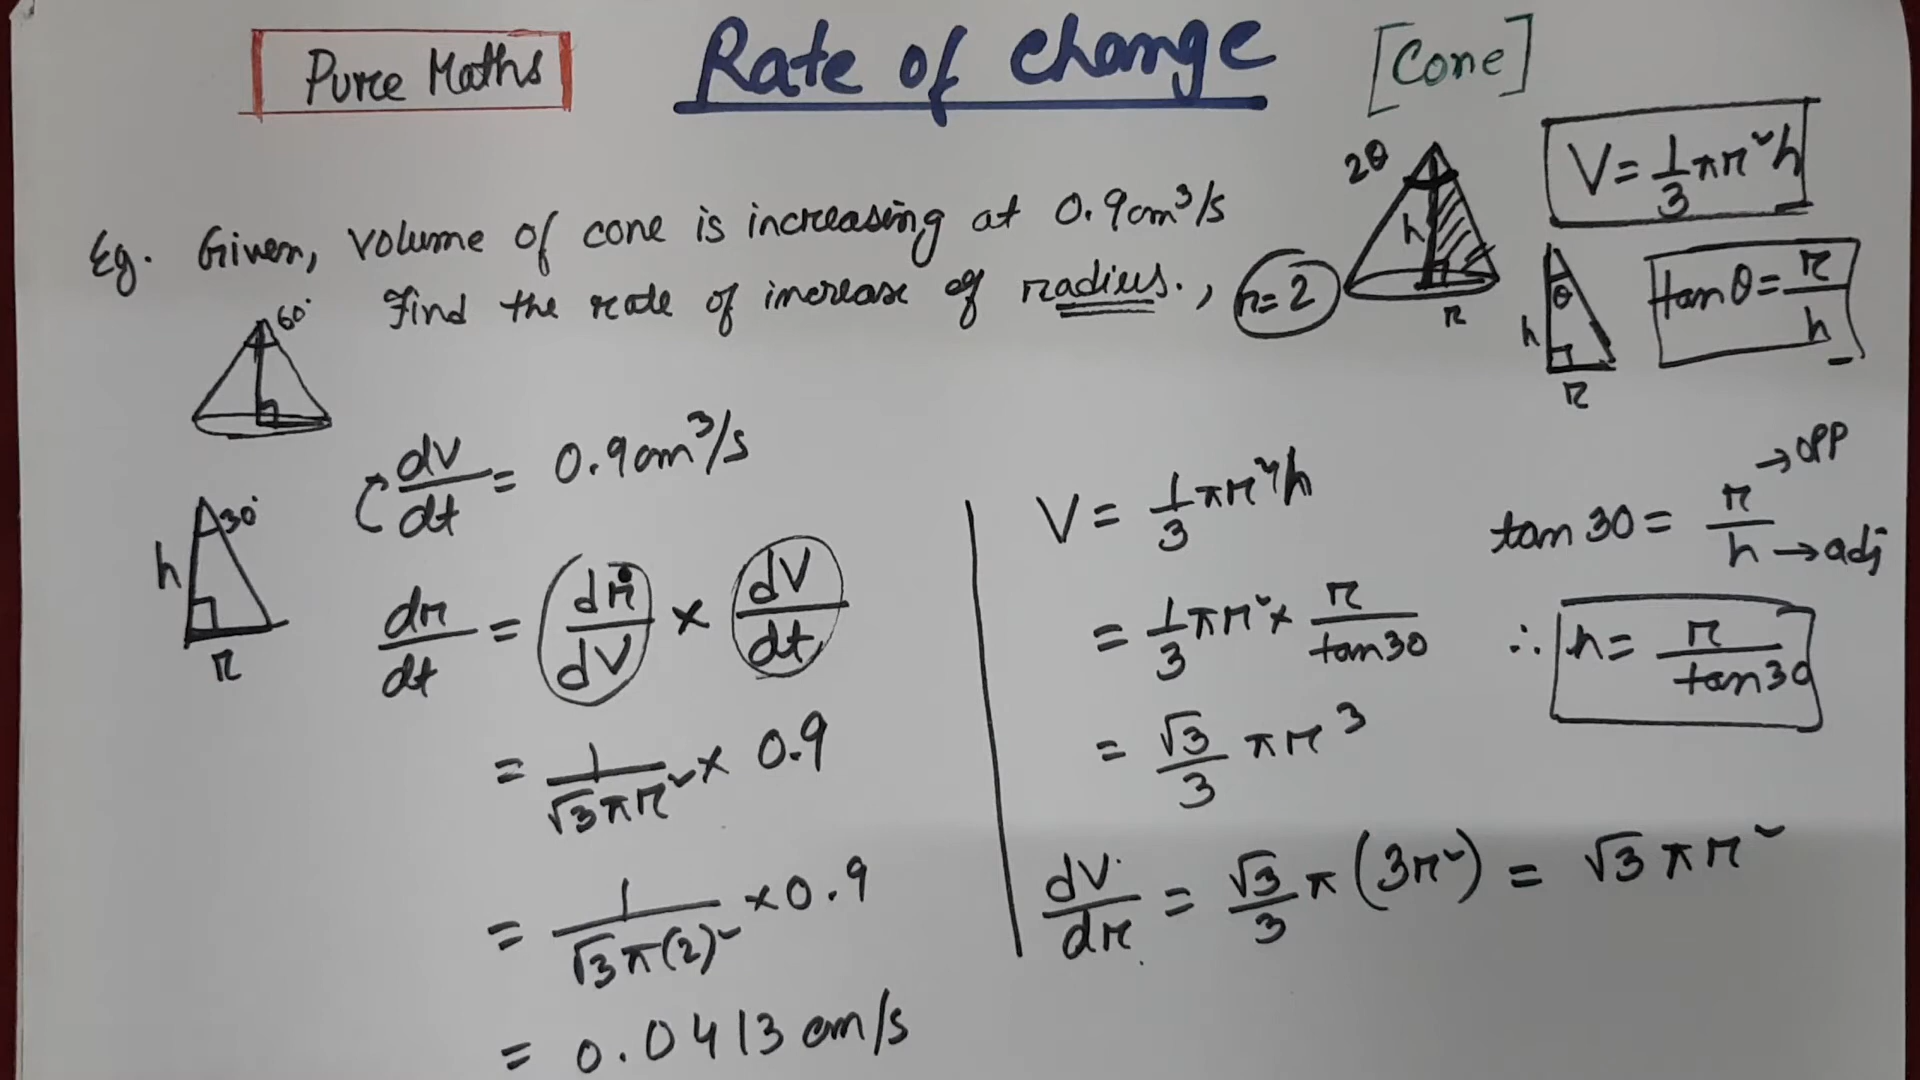 Pure Maths
Rate of change
[Cone]
Eg. Given, volume of cone is increasing at 0.9cm³/s
Find the rate of increase of radius., r=2
2θ
h
r
V = 1/3 πr²h
θ
h
r
tanθ = r/h
60°
30°
h
r
dV/dt = 0.9cm³/s
dr/dt = dr/dV × dV/dt
= 1/√3πr² × 0.9
= 1/√3π(2)² × 0.9
= 0.0413 cm/s
V = 1/3 πr²h
= 1/3 πr² × r/tan30
= √3/3 πr³
dV/dr = √3/3 π(3r²) = √3 πr²
tan30 = r/h → opp → adj
∴ h = r/tan30